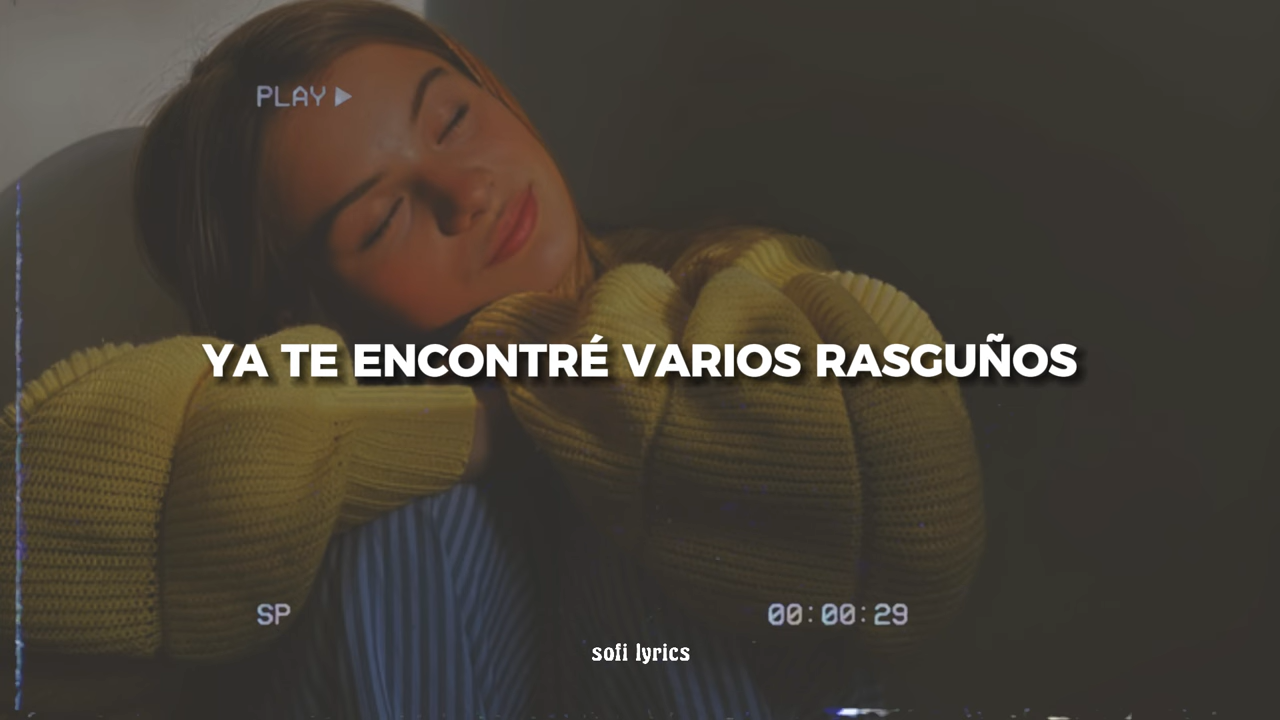 PLAY ▶
YA TE ENCONTRÉ VARIOS RASGUÑOS
SP 00:00:29
sofi lyrics